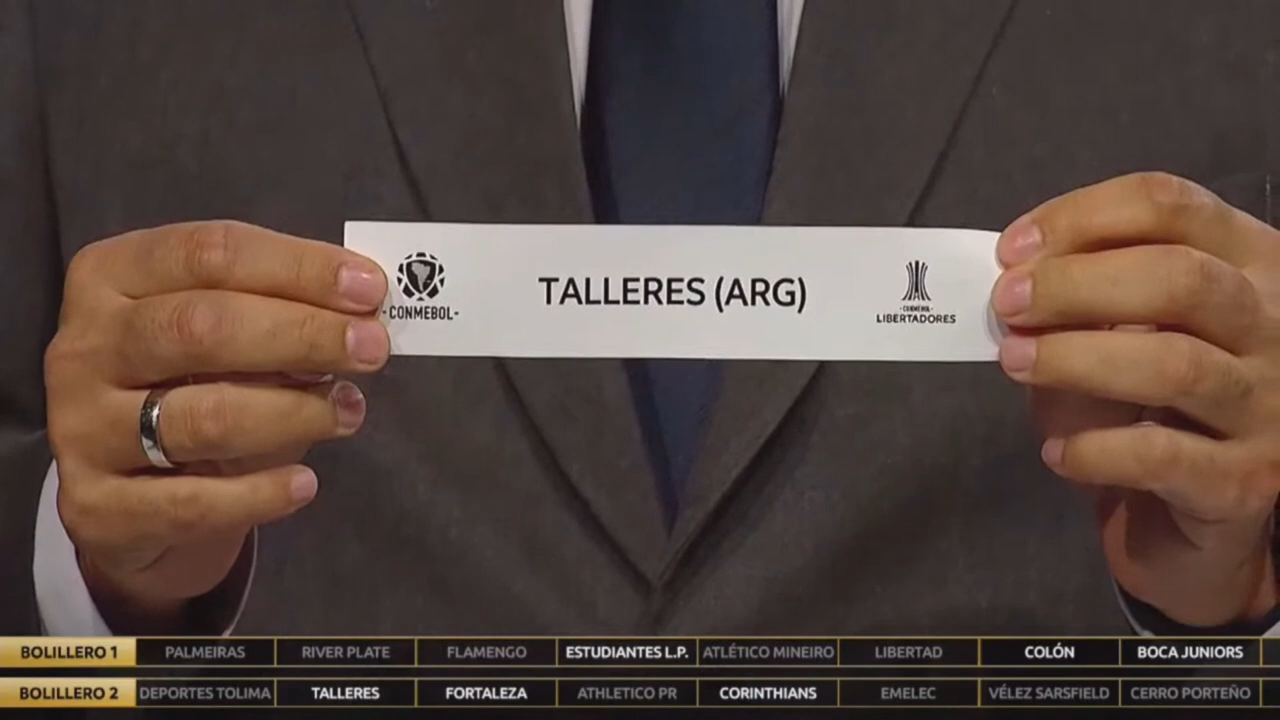 -CONMEBOL-
TALLERES (ARG)
-CONMEBOL-
LIBERTADORES
BOLILLERO 1 PALMEIRAS RIVER PLATE FLAMENGO ESTUDIANTES L.P. ATLÉTICO MINEIRO LIBERTAD COLÓN BOCA JUNIORS
BOLILLERO 2 DEPORTES TOLIMA TALLERES FORTALEZA ATHLETICO PR CORINTHIANS EMELEC VÉLEZ SARSFIELD CERRO PORTEÑO